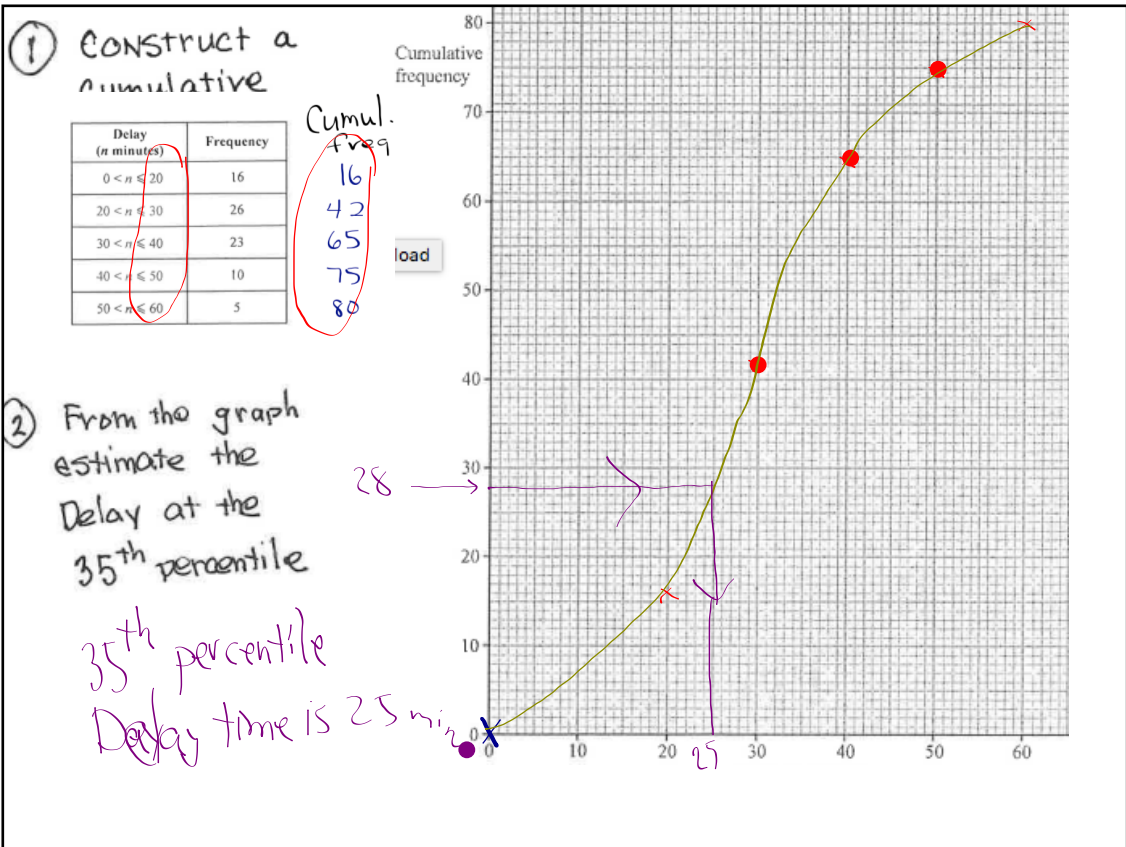 ① CONSTRUCT a
cumulative
Cumul.
freq
Delay
(n minutes) Frequency
0 < n ⩽ 20 16 16
20 < n ⩽ 30 26 42
30 < n ⩽ 40 23 65
40 < n ⩽ 50 10 75
50 < n ⩽ 60 5 80
② From the graph
estimate the
Delay at the
35th percentile
35th percentile
Delay time is 25 min
Cumulative
frequency
load
80
70
60
50
40
30
28
20
10
0
0 10 20 30 40 50 60
25